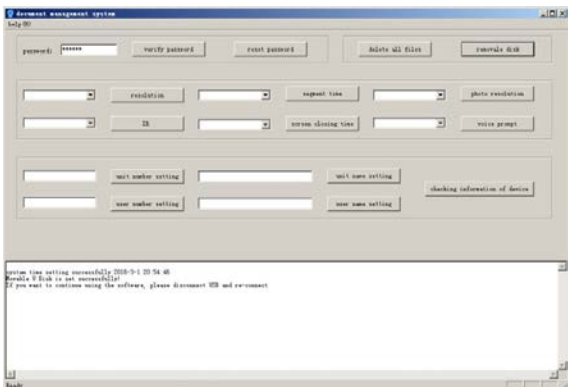 document management system
help(H)
password: ******
verify password
reset password
delete all files
removale disk
resolution
segment time
photo resolution
IR
screen closing time
voice prompt
unit number setting
unit name setting
checking information of device
user number setting
user name setting
system time setting successfully 2018-3-1 20:54:46
Movable U Disk is set successfully!
If you want to continue using the software, please disconnect USB and re-connect
Ready